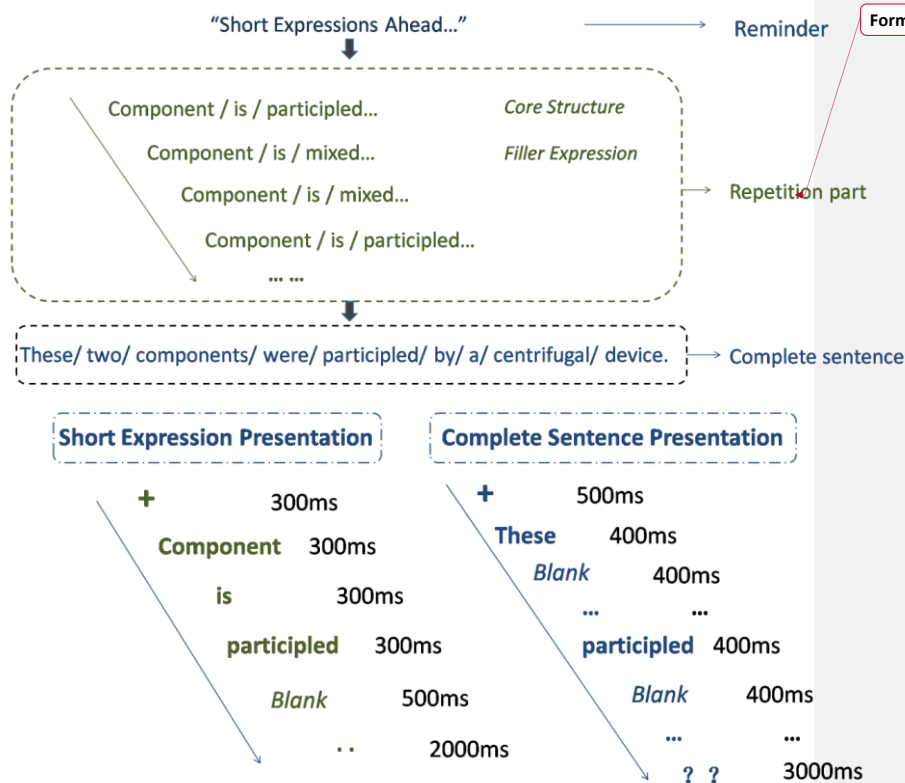 “Short Expressions Ahead...”
Reminder
Form
Component / is / participled...
Core Structure
Component / is / mixed...
Filler Expression
Component / is / mixed...
Repetition part
Component / is / participled...
... ...
These/ two/ components/ were/ participled/ by/ a/ centrifugal/ device.
Complete sentence
Short Expression Presentation
+ 300ms
Component 300ms
is 300ms
participled 300ms
Blank 500ms
. . 2000ms
Complete Sentence Presentation
+ 500ms
These 400ms
Blank 400ms
... ...
participled 400ms
Blank 400ms
... ...
? ? 3000ms